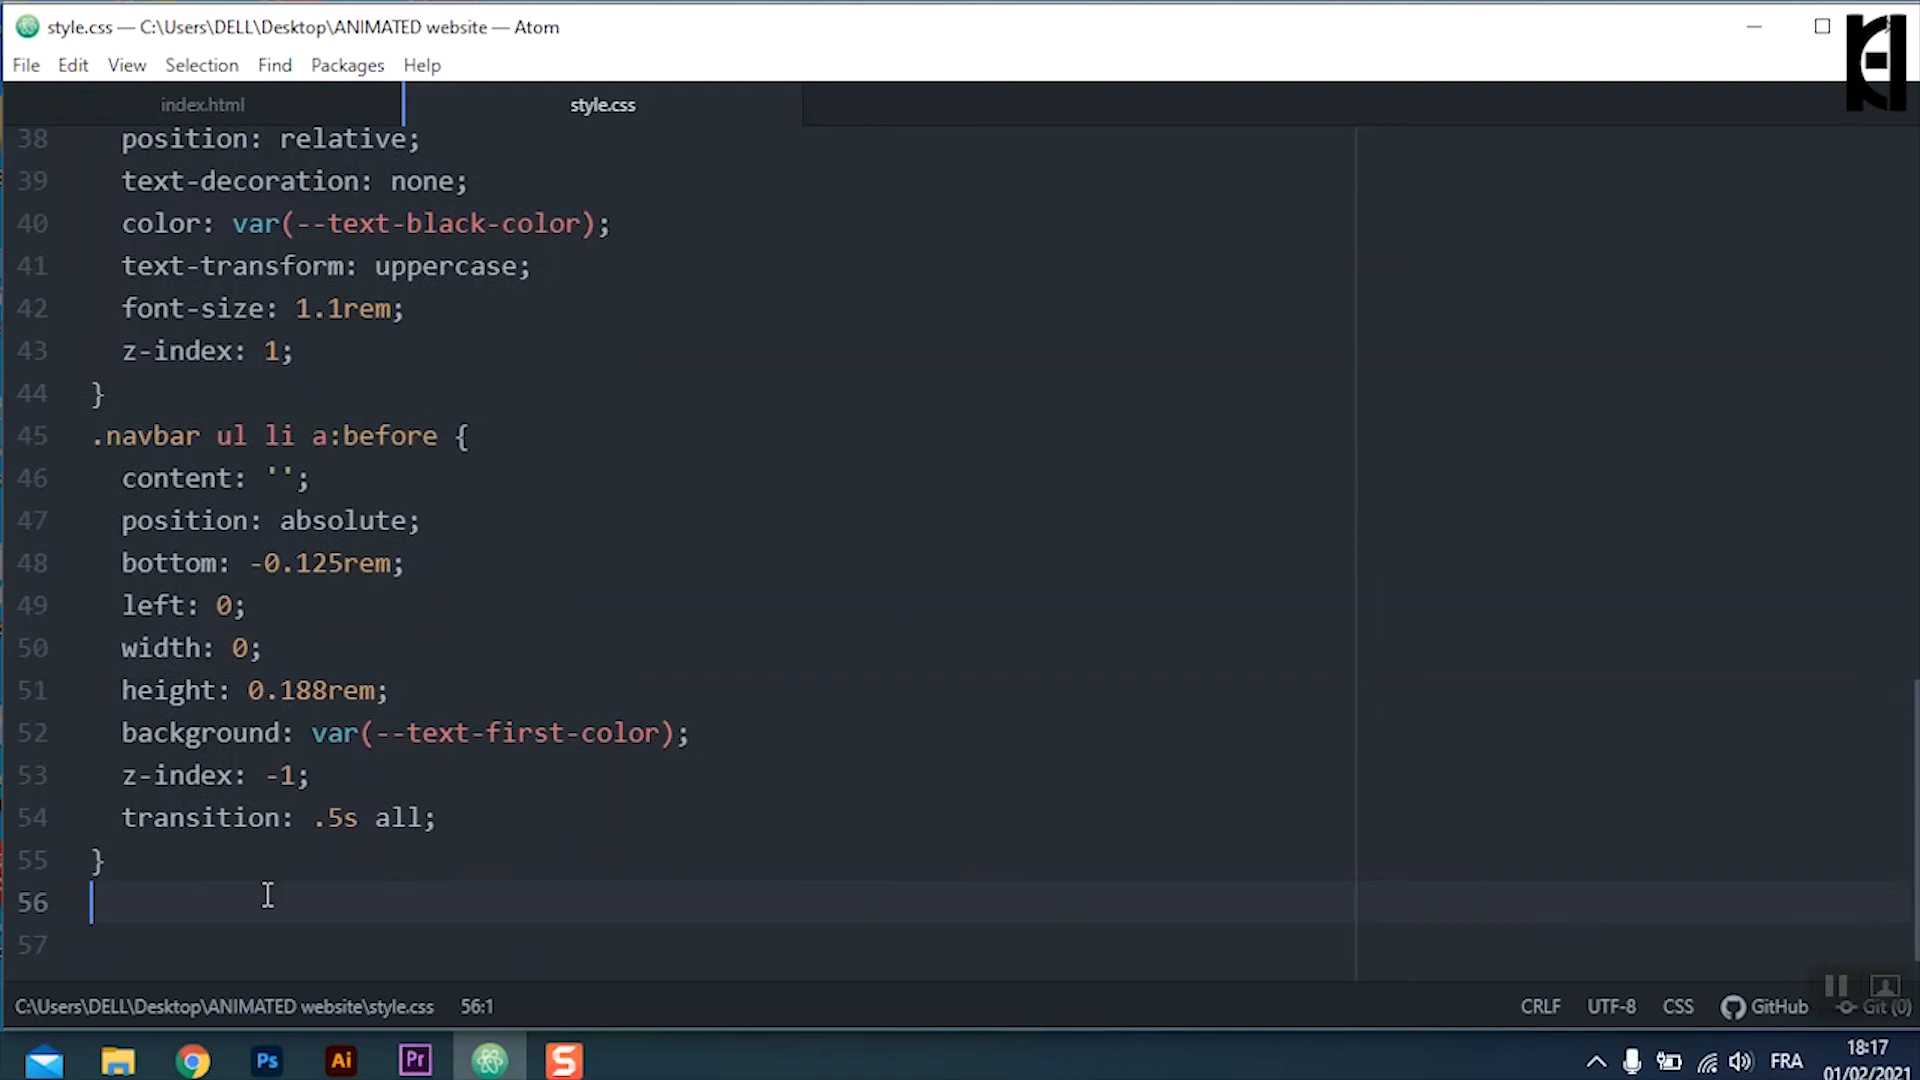 style.css — C:\Users\DELL\Desktop\ANIMATED website — Atom
File Edit View Selection Find Packages Help
index.html style.css
38 position: relative;
39 text-decoration: none;
40 color: var(--text-black-color);
41 text-transform: uppercase;
42 font-size: 1.1rem;
43 z-index: 1;
44 }
45 .navbar ul li a:before {
46 content: '';
47 position: absolute;
48 bottom: -0.125rem;
49 left: 0;
50 width: 0;
51 height: 0.188rem;
52 background: var(--text-first-color);
53 z-index: -1;
54 transition: .5s all;
55 }
56
57
C:\Users\DELL\Desktop\ANIMATED website\style.css 56:1 CRLF UTF-8 CSS GitHub Git (0)
Ps Ai Pr S FRA 18:17
01/02/2021